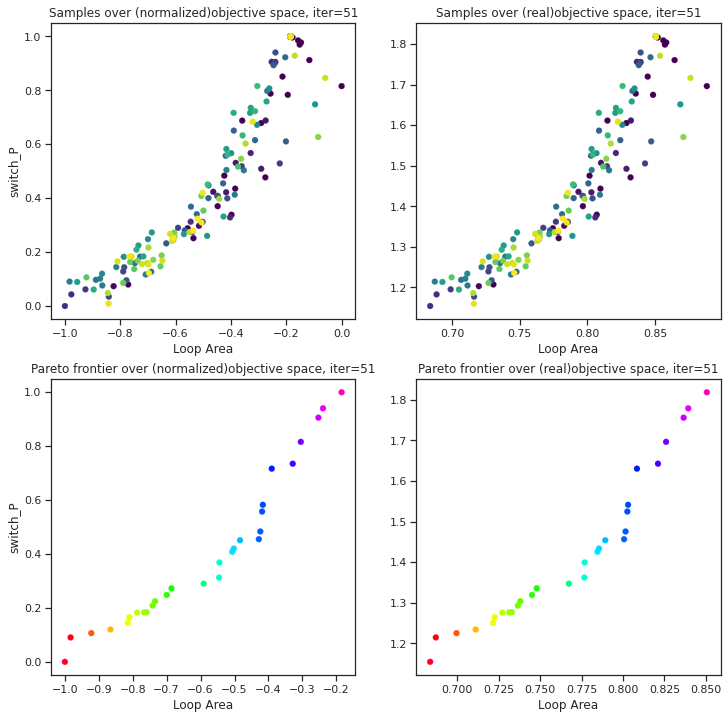 Samples over (normalized)objective space, iter=51
Samples over (real)objective space, iter=51
1.0
0.8
0.6
0.4
0.2
0.0
switch_P
−1.0 −0.8 −0.6 −0.4 −0.2 0.0
Loop Area
1.8
1.7
1.6
1.5
1.4
1.3
1.2
0.70 0.75 0.80 0.85
Loop Area
Pareto frontier over (normalized)objective space, iter=51
Pareto frontier over (real)objective space, iter=51
1.0
0.8
0.6
0.4
0.2
0.0
switch_P
−1.0 −0.9 −0.8 −0.7 −0.6 −0.5 −0.4 −0.3 −0.2
Loop Area
1.8
1.7
1.6
1.5
1.4
1.3
1.2
0.700 0.725 0.750 0.775 0.800 0.825 0.850
Loop Area